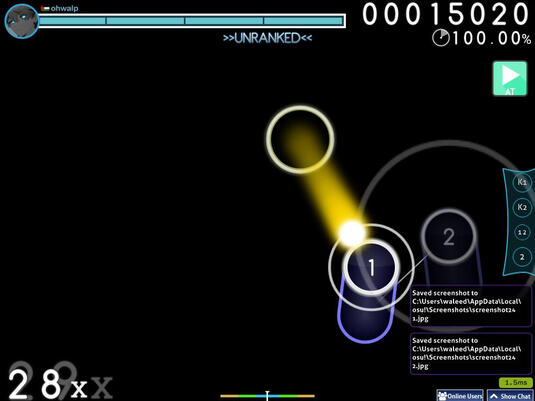 ohwalp
00015020
>>UNRANKED<<
100.00%
AT
K1
K2
12
2
1
2
Saved screenshot to
C:\Users\waleed\AppData\Local\
osu!\Screenshots\screenshot24
1.jpg
Saved screenshot to
C:\Users\waleed\AppData\Local\
osu!\Screenshots\screenshot24
2.jpg
1.5ms
28x
Online Users
Show Chat